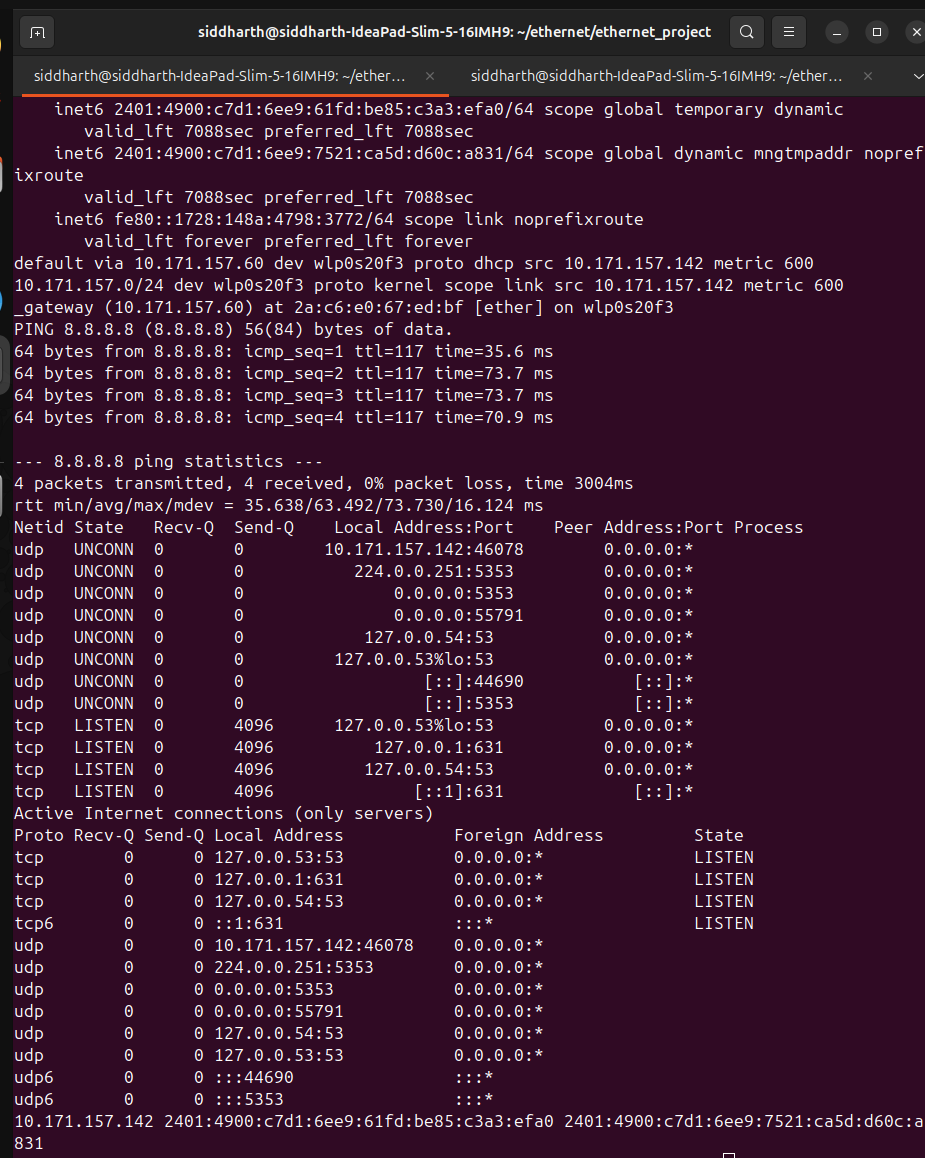 siddharth@siddharth-IdeaPad-Slim-5-16IMH9: ~/ethernet/ethernet_project
siddharth@siddharth-IdeaPad-Slim-5-16IMH9: ~/ether... siddharth@siddharth-IdeaPad-Slim-5-16IMH9: ~/ether...
    inet6 2401:4900:c7d1:6ee9:61fd:be85:c3a3:efa0/64 scope global temporary dynamic
       valid_lft 7088sec preferred_lft 7088sec
    inet6 2401:4900:c7d1:6ee9:7521:ca5d:d60c:a831/64 scope global dynamic mngtmpaddr nopref
ixroute
       valid_lft 7088sec preferred_lft 7088sec
    inet6 fe80::1728:148a:4798:3772/64 scope link noprefixroute
       valid_lft forever preferred_lft forever
default via 10.171.157.60 dev wlp0s20f3 proto dhcp src 10.171.157.142 metric 600
10.171.157.0/24 dev wlp0s20f3 proto kernel scope link src 10.171.157.142 metric 600
_gateway (10.171.157.60) at 2a:c6:e0:67:ed:bf [ether] on wlp0s20f3
PING 8.8.8.8 (8.8.8.8) 56(84) bytes of data.
64 bytes from 8.8.8.8: icmp_seq=1 ttl=117 time=35.6 ms
64 bytes from 8.8.8.8: icmp_seq=2 ttl=117 time=73.7 ms
64 bytes from 8.8.8.8: icmp_seq=3 ttl=117 time=73.7 ms
64 bytes from 8.8.8.8: icmp_seq=4 ttl=117 time=70.9 ms
--- 8.8.8.8 ping statistics ---
4 packets transmitted, 4 received, 0% packet loss, time 3004ms
rtt min/avg/max/mdev = 35.638/63.492/73.730/16.124 ms
Netid State   Recv-Q  Send-Q    Local Address:Port    Peer Address:Port Process
udp   UNCONN  0       0        10.171.157.142:46078        0.0.0.0:*
udp   UNCONN  0       0           224.0.0.251:5353         0.0.0.0:*
udp   UNCONN  0       0               0.0.0.0:5353         0.0.0.0:*
udp   UNCONN  0       0               0.0.0.0:55791        0.0.0.0:*
udp   UNCONN  0       0            127.0.0.54:53           0.0.0.0:*
udp   UNCONN  0       0         127.0.0.53%lo:53           0.0.0.0:*
udp   UNCONN  0       0                  [::]:44690           [::]:*
udp   UNCONN  0       0                  [::]:5353            [::]:*
tcp   LISTEN  0       4096      127.0.0.53%lo:53           0.0.0.0:*
tcp   LISTEN  0       4096          127.0.0.1:631          0.0.0.0:*
tcp   LISTEN  0       4096         127.0.0.54:53           0.0.0.0:*
tcp   LISTEN  0       4096              [::1]:631             [::]:*
Active Internet connections (only servers)
Proto Recv-Q Send-Q Local Address           Foreign Address         State
tcp        0      0 127.0.0.53:53           0.0.0.0:*               LISTEN
tcp        0      0 127.0.0.1:631           0.0.0.0:*               LISTEN
tcp        0      0 127.0.0.54:53           0.0.0.0:*               LISTEN
tcp6       0      0 ::1:631                 :::*                    LISTEN
udp        0      0 10.171.157.142:46078    0.0.0.0:*
udp        0      0 224.0.0.251:5353        0.0.0.0:*
udp        0      0 0.0.0.0:5353            0.0.0.0:*
udp        0      0 0.0.0.0:55791           0.0.0.0:*
udp        0      0 127.0.0.54:53           0.0.0.0:*
udp        0      0 127.0.0.53:53           0.0.0.0:*
udp6       0      0 :::44690                :::*
udp6       0      0 :::5353                 :::*
10.171.157.142 2401:4900:c7d1:6ee9:61fd:be85:c3a3:efa0 2401:4900:c7d1:6ee9:7521:ca5d:d60c:a
831